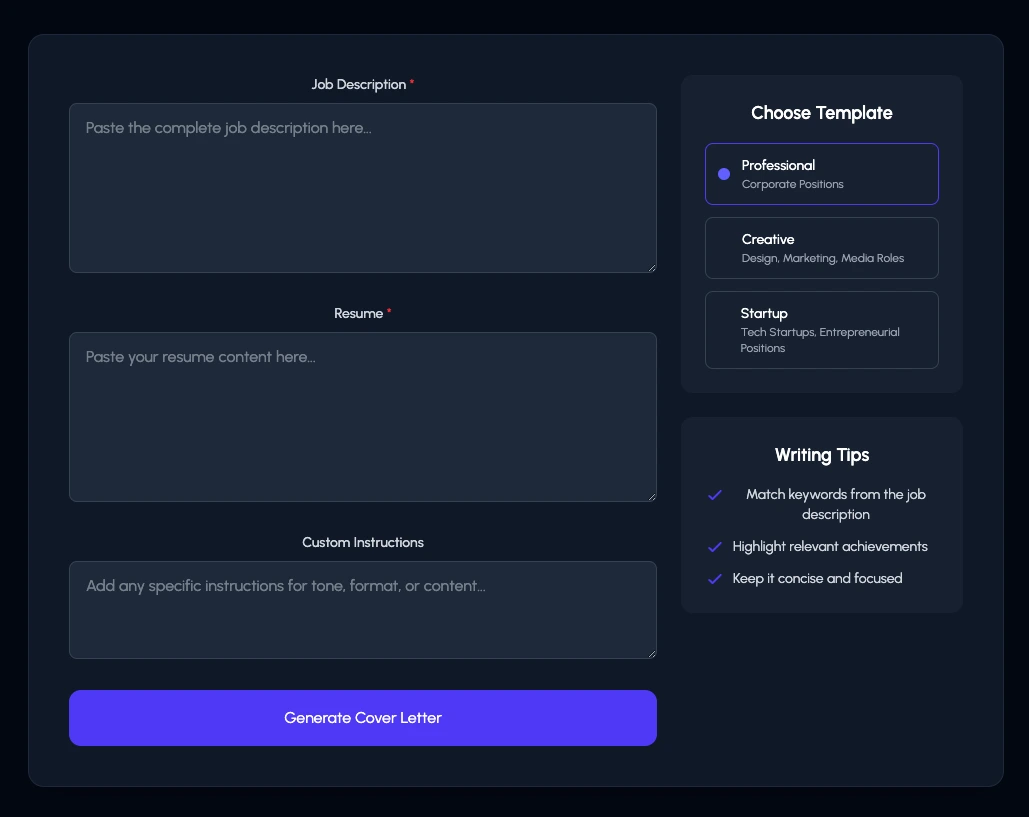 Job Description *
Paste the complete job description here...
Resume *
Paste your resume content here...
Custom Instructions
Add any specific instructions for tone, format, or content...
Generate Cover Letter
Choose Template
Professional
Corporate Positions
Creative
Design, Marketing, Media Roles
Startup
Tech Startups, Entrepreneurial
Positions
Writing Tips
Match keywords from the job
description
Highlight relevant achievements
Keep it concise and focused